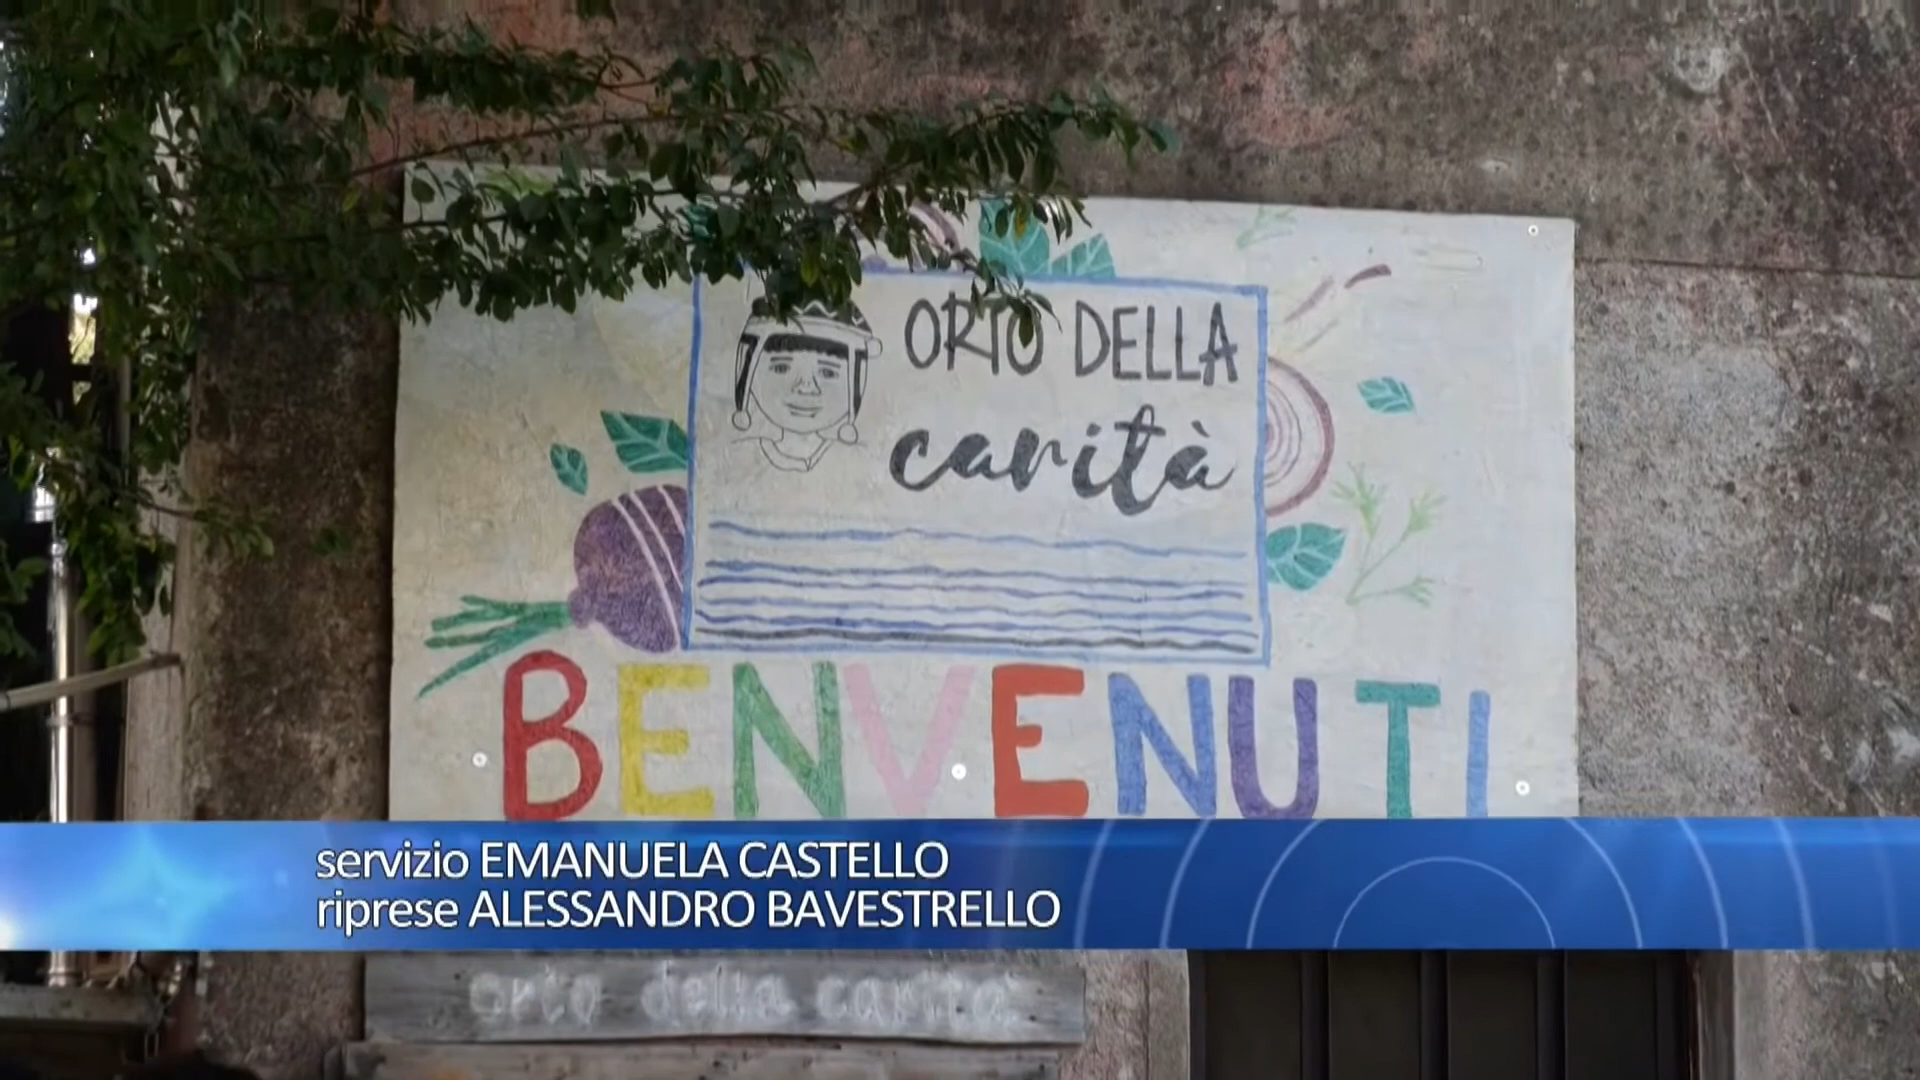 ORTO DELLA
carità
BENVENUTI
servizio EMANUELA CASTELLO
riprese ALESSANDRO BAVESTRELLO
orto della carità